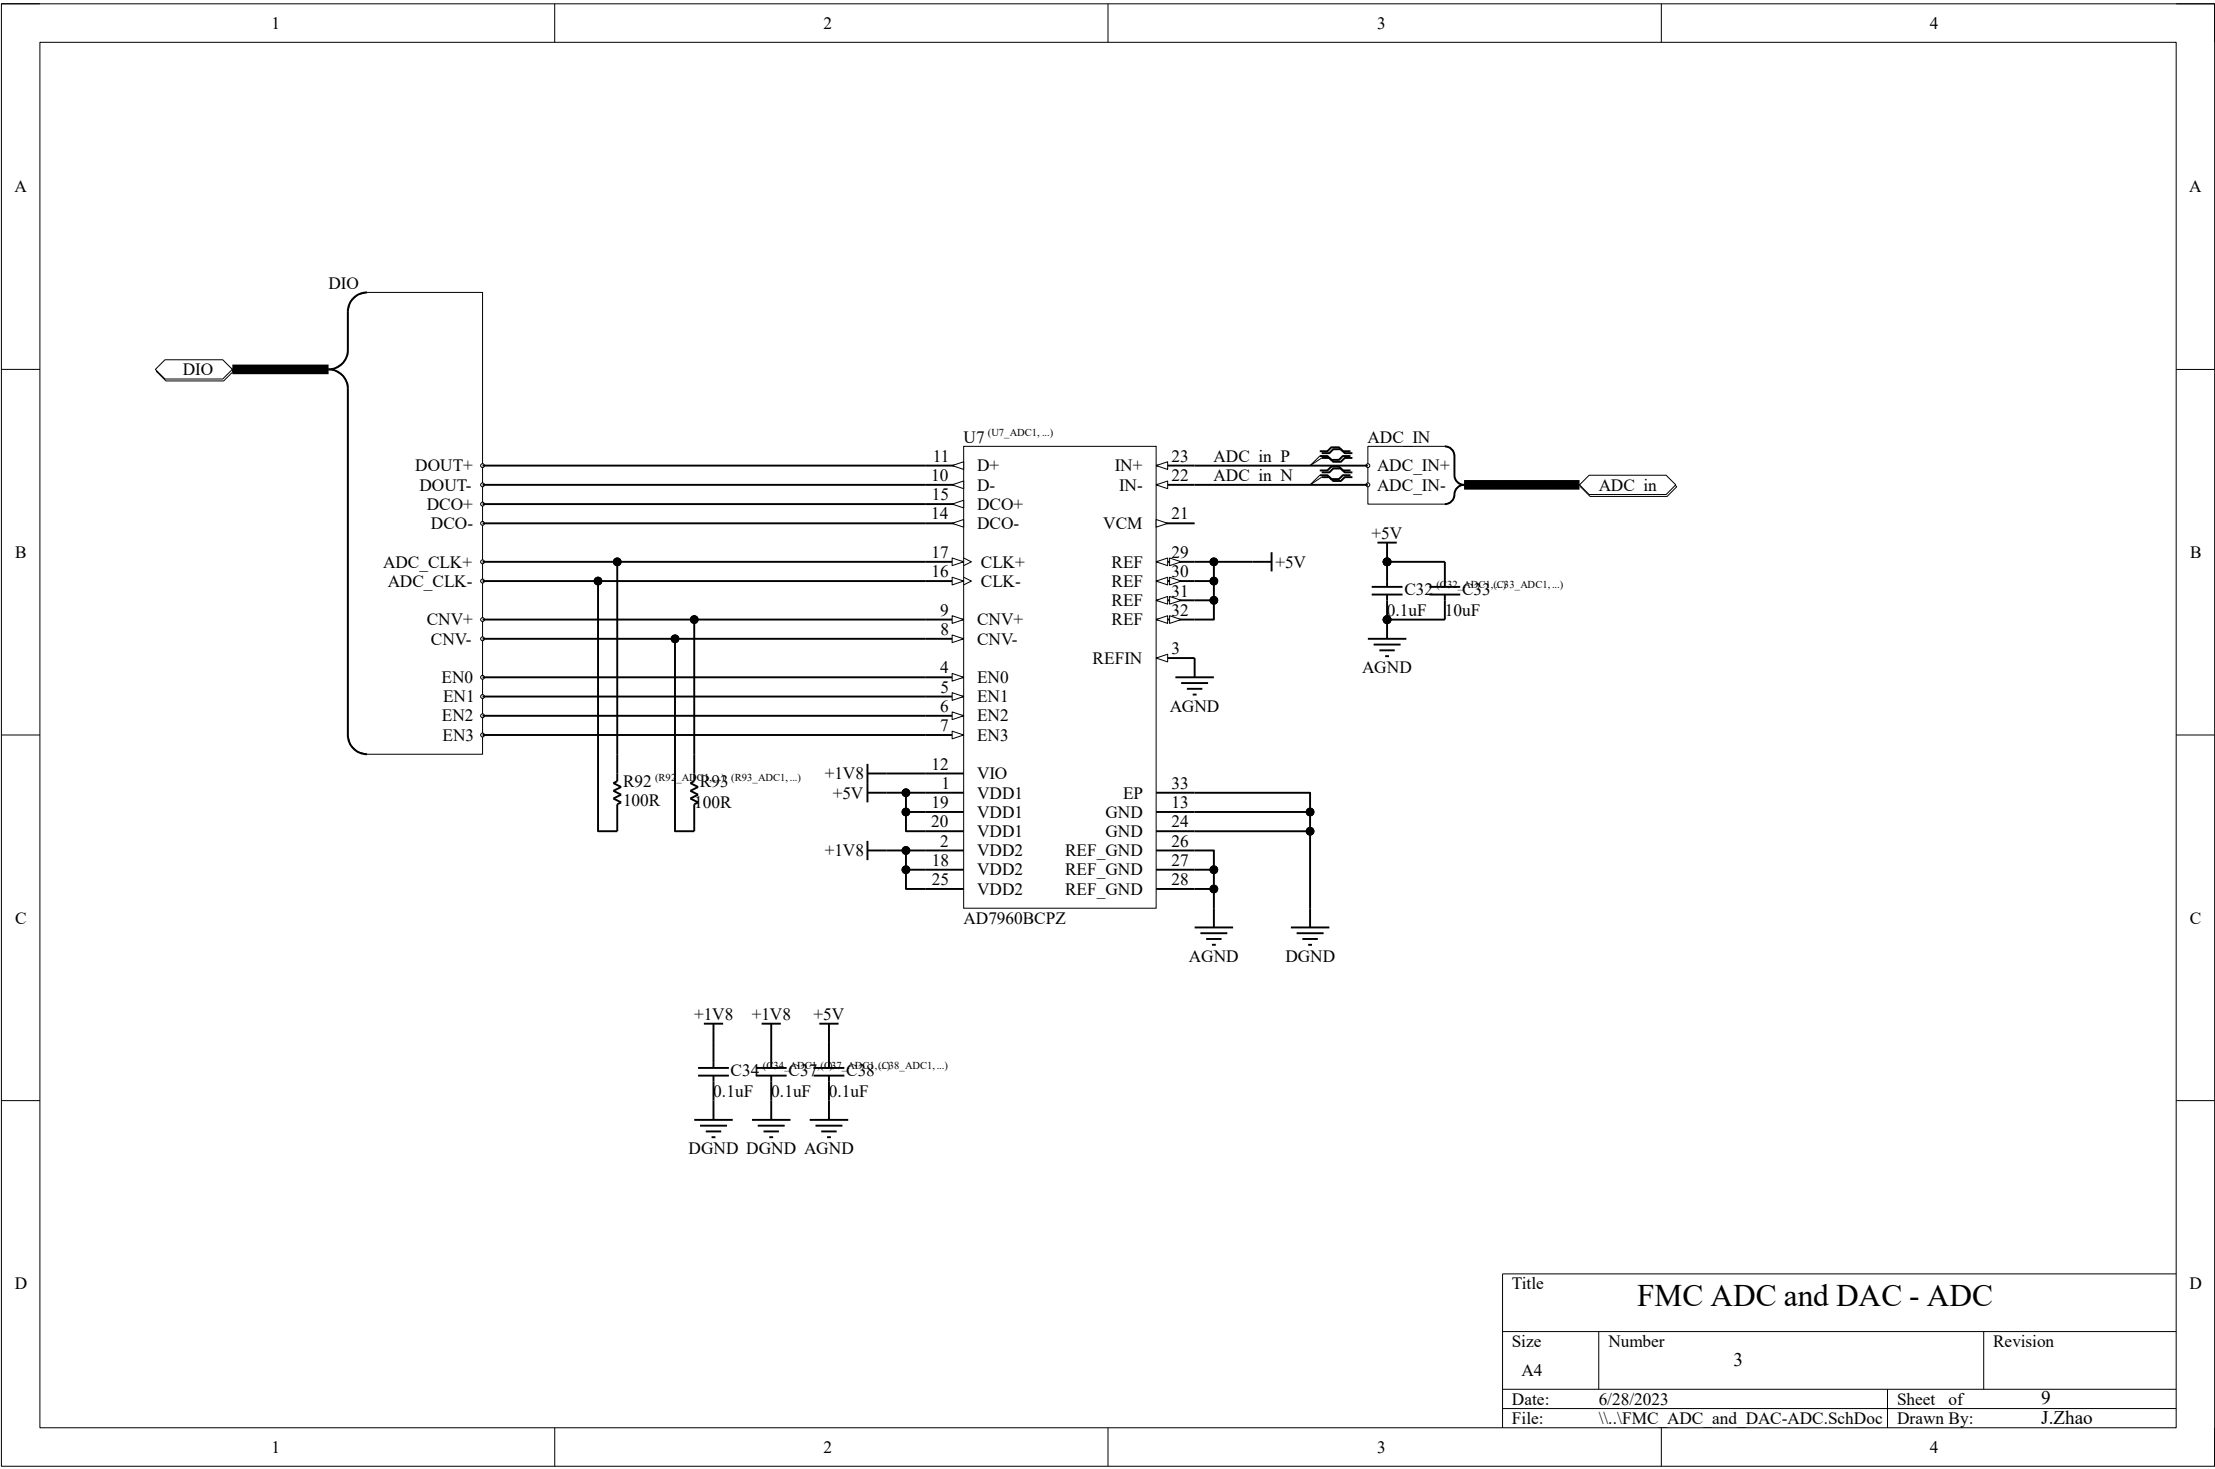 1 2 3 4
A A
DIO
DIO
B B
DOUT+
DOUT-
DCO+
DCO-
ADC_CLK+
ADC_CLK-
CNV+
CNV-
EN0
EN1
EN2
EN3
R92 (R92_ADC1, ...)
100R
R93 (R93_ADC1, ...)
100R
U7 (U7_ADC1, ...)
11 D+
10 D-
15 DCO+
14 DCO-
17 CLK+
16 CLK-
9 CNV+
8 CNV-
4 EN0
5 EN1
6 EN2
7 EN3
+1V8 12 VIO
+5V 1 VDD1
19 VDD1
20 VDD1
+1V8 2 VDD2
18 VDD2
25 VDD2
IN+ 23 ADC_in_P
IN- 22 ADC_in_N
VCM 21
REF 29 +5V
REF 30
REF 31
REF 32
REFIN 3
AGND
EP 33
GND 13
GND 24
REF_GND 26
REF_GND 27
REF_GND 28
AD7960BCPZ
AGND DGND
ADC_IN
ADC_IN+
ADC_IN-
ADC_in
+5V
C32 (C32_ADC1, ...)
0.1uF
C33 (C33_ADC1, ...)
10uF
AGND
C C
+1V8 +1V8 +5V
C34 (C34_ADC1, ...)
C37 (C37_ADC1, ...)
C38 (C38_ADC1, ...)
0.1uF 0.1uF 0.1uF
DGND DGND AGND
D D
Title FMC ADC and DAC - ADC
Size Number Revision
A4 3
Date: 6/28/2023 Sheet of 9
File: \\..\FMC_ADC_and_DAC-ADC.SchDoc Drawn By: J.Zhao
1 2 3 4